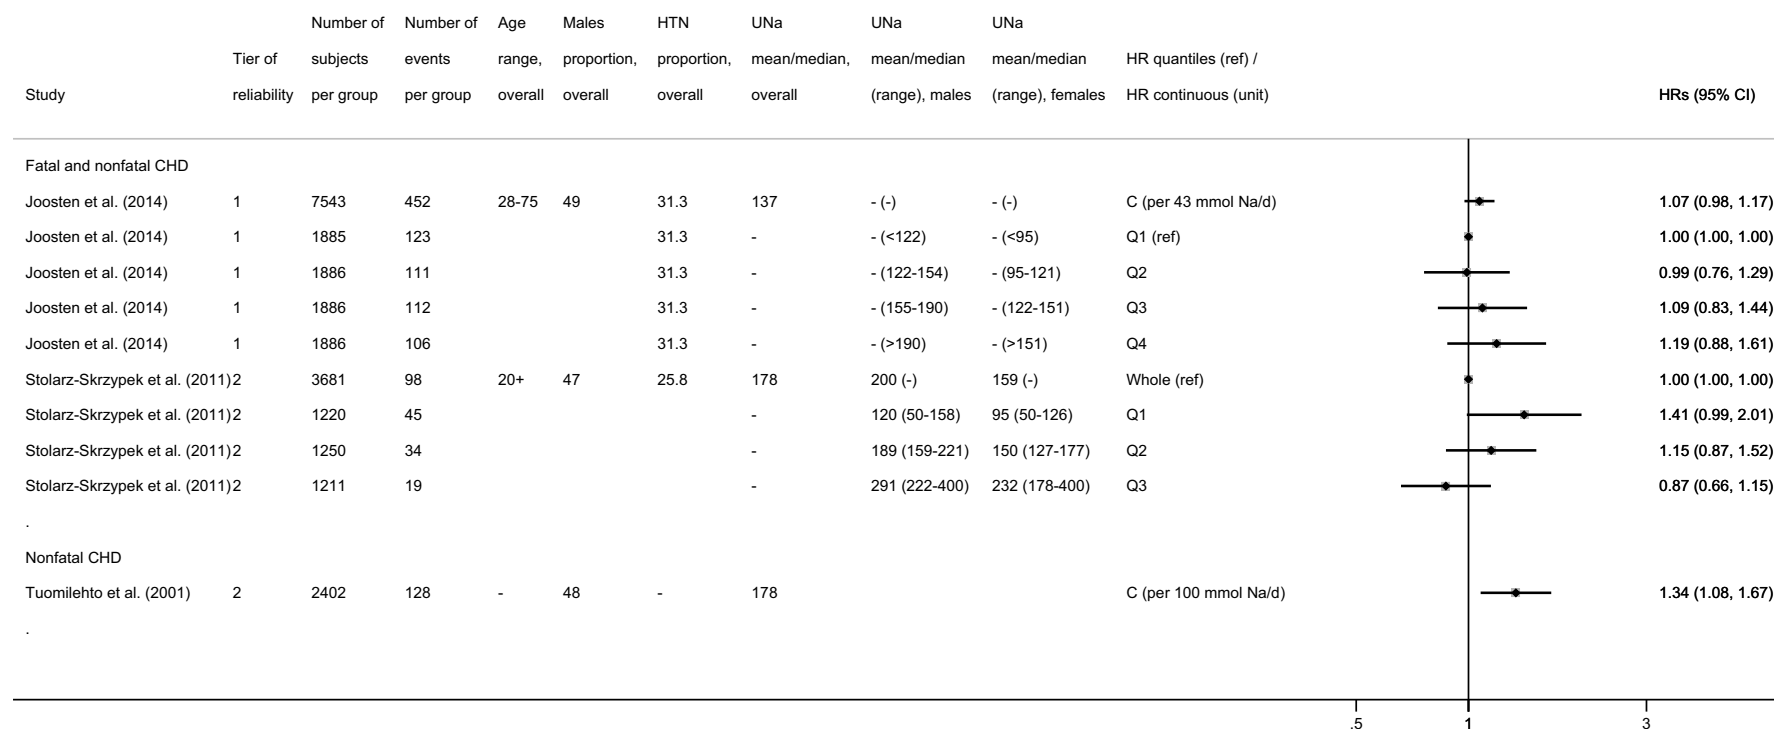 Number of Number of Age Males HTN UNa UNa UNa
Tier of subjects events range, proportion, proportion, mean/median, mean/median mean/median HR quantiles (ref) /
Study reliability per group per group overall overall overall overall (range), males (range), females HR continuous (unit) HRs (95% CI)
Fatal and nonfatal CHD
Joosten et al. (2014) 1 7543 452 28-75 49 31.3 137 - (-) - (-) C (per 43 mmol Na/d) 1.07 (0.98, 1.17)
Joosten et al. (2014) 1 1885 123 31.3 - - (<122) - (<95) Q1 (ref) 1.00 (1.00, 1.00)
Joosten et al. (2014) 1 1886 111 31.3 - - (122-154) - (95-121) Q2 0.99 (0.76, 1.29)
Joosten et al. (2014) 1 1886 112 31.3 - - (155-190) - (122-151) Q3 1.09 (0.83, 1.44)
Joosten et al. (2014) 1 1886 106 31.3 - - (>190) - (>151) Q4 1.19 (0.88, 1.61)
Stolarz-Skrzypek et al. (2011) 2 3681 98 20+ 47 25.8 178 200 (-) 159 (-) Whole (ref) 1.00 (1.00, 1.00)
Stolarz-Skrzypek et al. (2011) 2 1220 45 - 120 (50-158) 95 (50-126) Q1 1.41 (0.99, 2.01)
Stolarz-Skrzypek et al. (2011) 2 1250 34 - 189 (159-221) 150 (127-177) Q2 1.15 (0.87, 1.52)
Stolarz-Skrzypek et al. (2011) 2 1211 19 - 291 (222-400) 232 (178-400) Q3 0.87 (0.66, 1.15)
.
Nonfatal CHD
Tuomilehto et al. (2001) 2 2402 128 - 48 - 178 C (per 100 mmol Na/d) 1.34 (1.08, 1.67)
.
.5 1 3